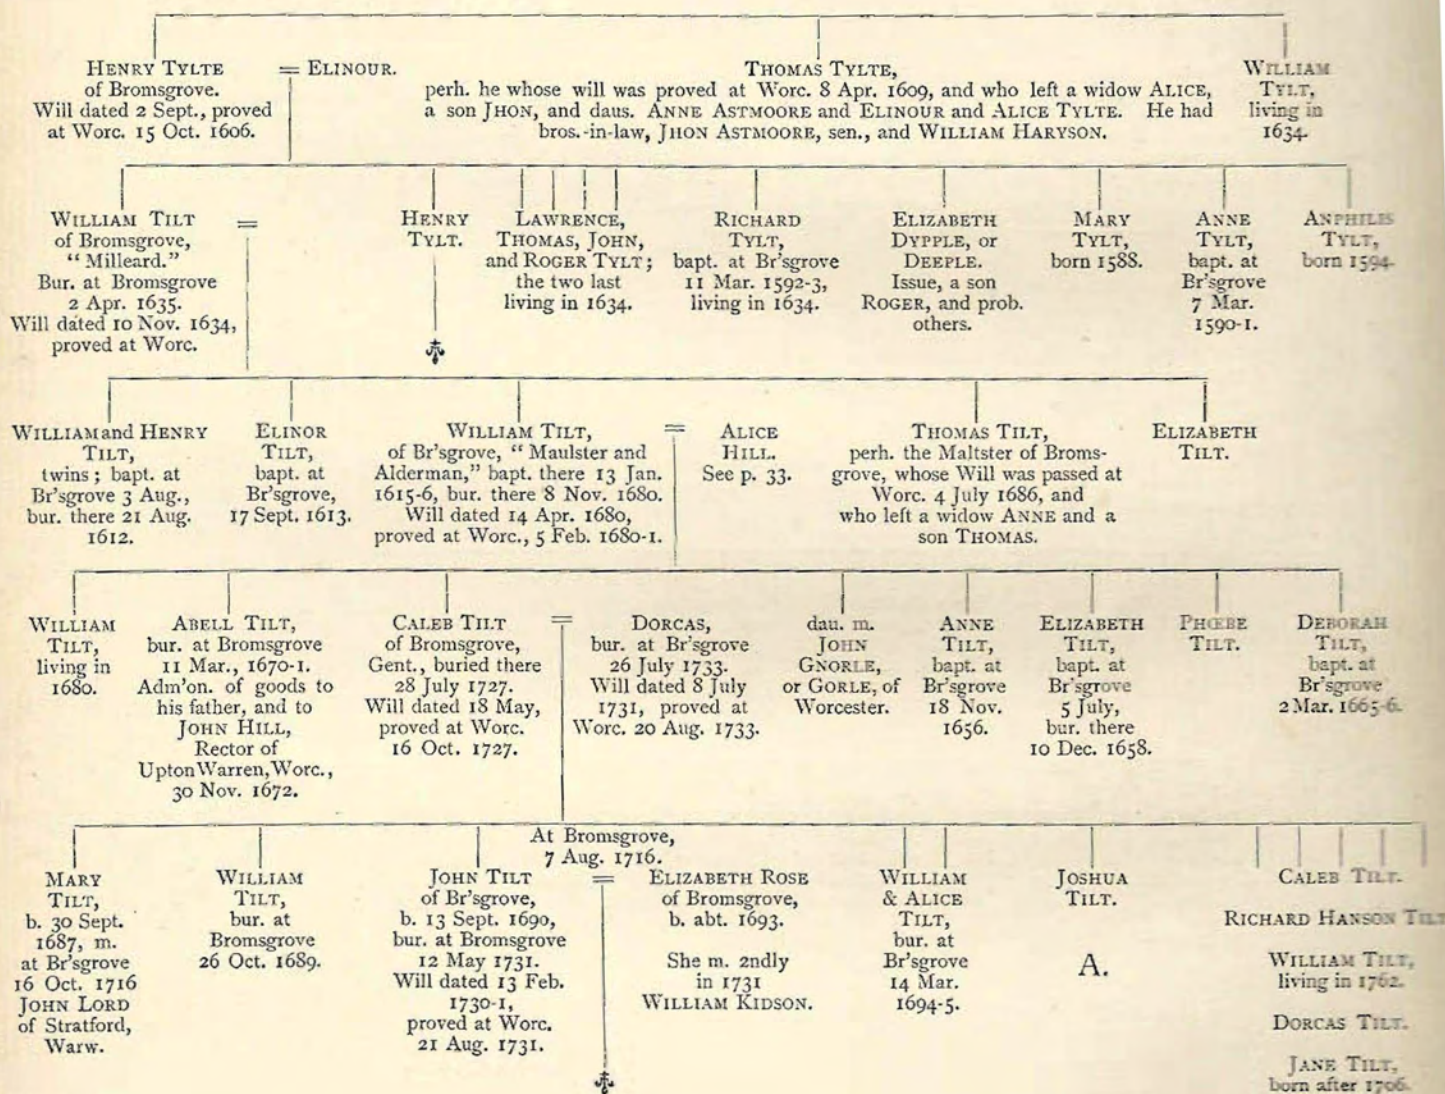 HENRY TYLTE
of Bromsgrove.
Will dated 2 Sept., proved
at Worc. 15 Oct. 1606.
= ELINOUR.
THOMAS TYLTE,
perh. he whose will was proved at Worc. 8 Apr. 1609, and who left a widow ALICE,
a son JHON, and daus. ANNE ASTMOORE and ELINOUR and ALICE TYLTE. He had
bros.-in-law, JHON ASTMOORE, sen., and WILLIAM HARYSON.
WILLIAM
TYLT,
living in
1634.
WILLIAM TILT
of Bromsgrove,
"Milleard."
Bur. at Bromsgrove
2 Apr. 1635.
Will dated 10 Nov. 1634,
proved at Worc.
=
HENRY
TYLT.
LAWRENCE,
THOMAS, JOHN,
and ROGER TYLT;
the two last
living in 1634.
RICHARD
TYLT,
bapt. at Br'sgrove
11 Mar. 1592-3,
living in 1634.
ELIZABETH
DYPPLE, or
DEEPLE.
Issue, a son
ROGER, and prob.
others.
MARY
TYLT,
born 1588.
ANNE
TYLT,
bapt. at
Br'sgrove
7 Mar.
1590-1.
ANPHILIS
TYLT,
born 1594.
WILLIAM and HENRY
TILT,
twins; bapt. at
Br'sgrove 3 Aug.,
bur. there 21 Aug.
1612.
ELINOR
TILT,
bapt. at
Br'sgrove,
17 Sept. 1613.
WILLIAM TILT,
of Br'sgrove, "Maulster and
Alderman," bapt. there 13 Jan.
1615-6, bur. there 8 Nov. 1680.
Will dated 14 Apr. 1680,
proved at Worc., 5 Feb. 1680-1.
=
ALICE
HILL.
See p. 33.
THOMAS TILT,
perh. the Maltster of Broms-
grove, whose Will was passed at
Worc. 4 July 1686, and
who left a widow ANNE and a
son THOMAS.
ELIZABETH
TILT.
WILLIAM
TILT,
living in
1680.
ABELL TILT,
bur. at Bromsgrove
11 Mar., 1670-1.
Adm'on. of goods to
his father, and to
JOHN HILL,
Rector of
Upton Warren, Worc.,
30 Nov. 1672.
CALEB TILT
of Bromsgrove,
Gent., buried there
28 July 1727.
Will dated 18 May,
proved at Worc.
16 Oct. 1727.
=
DORCAS,
bur. at Br'sgrove
26 July 1733.
Will dated 8 July
1731, proved at
Worc. 20 Aug. 1733.
dau. m.
JOHN
GNORLE,
or GORLE, of
Worcester.
ANNE
TILT,
bapt. at
Br'sgrove
18 Nov.
1656.
ELIZABETH
TILT,
bapt. at
Br'sgrove
5 July,
bur. there
10 Dec. 1658.
PHŒBE
TILT.
DEBORAH
TILT,
bapt. at
Br'sgrove
2 Mar. 1665-6.
At Bromsgrove,
7 Aug. 1716.
MARY
TILT,
b. 30 Sept.
1687, m.
at Br'sgrove
16 Oct. 1716
JOHN LORD
of Stratford,
Warw.
WILLIAM
TILT,
bur. at
Bromsgrove
26 Oct. 1689.
JOHN TILT
of Br'sgrove,
b. 13 Sept. 1690,
bur. at Bromsgrove
12 May 1731.
Will dated 13 Feb.
1730-1,
proved at Worc.
21 Aug. 1731.
=
ELIZABETH ROSE
of Bromsgrove,
b. abt. 1693.
She m. 2ndly
in 1731
WILLIAM KIDSON.
WILLIAM
& ALICE
TILT,
bur. at
Br'sgrove
14 Mar.
1694-5.
JOSHUA
TILT.
A.
CALEB TILT.
RICHARD HANSON TILT
WILLIAM TILT,
living in 1762.
DORCAS TILT.
JANE TILT,
born after 1706.